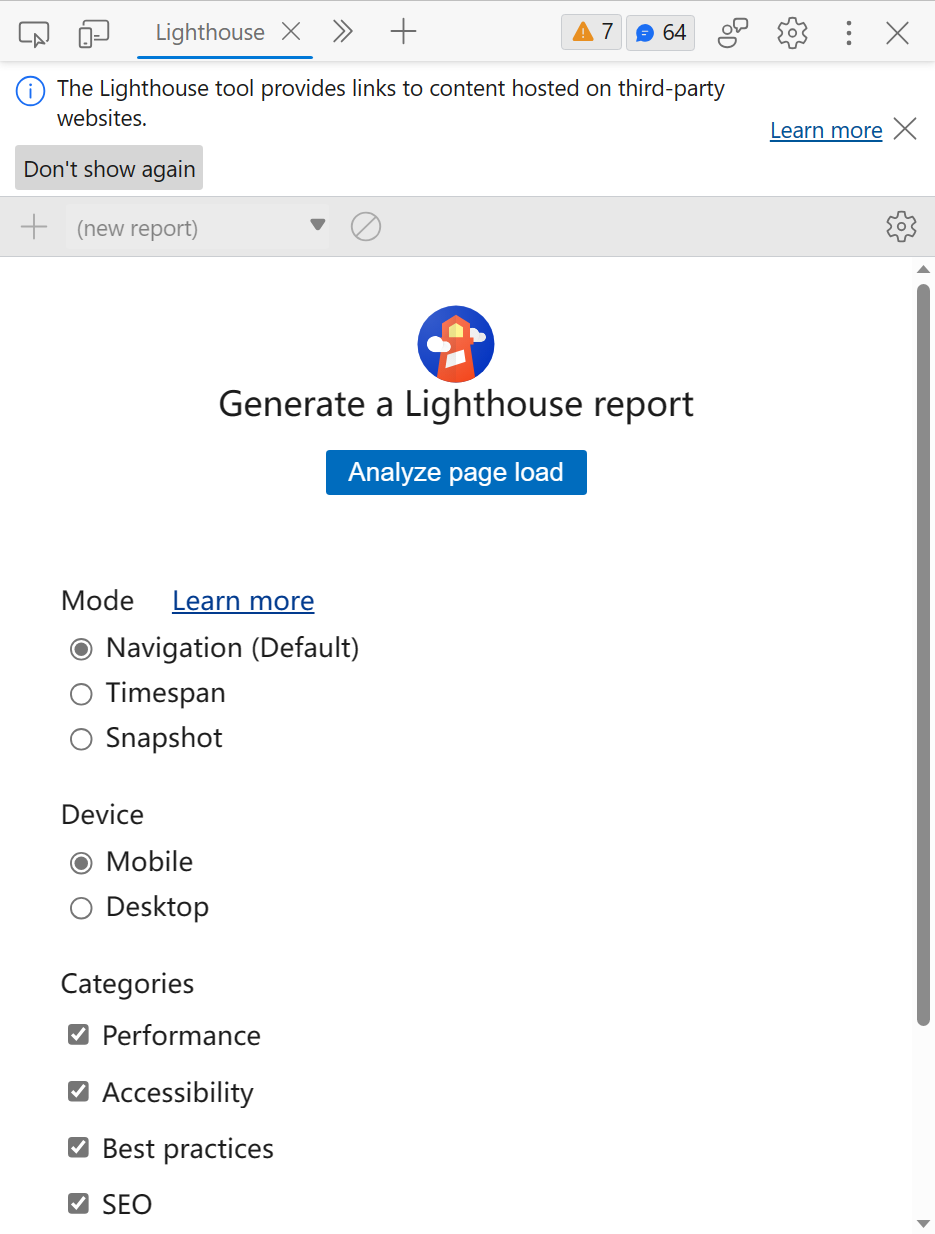 Lighthouse
7
64
The Lighthouse tool provides links to content hosted on third-party
websites.
Learn more
Don't show again
(new report)
Generate a Lighthouse report
Analyze page load
Mode Learn more
Navigation (Default)
Timespan
Snapshot
Device
Mobile
Desktop
Categories
Performance
Accessibility
Best practices
SEO